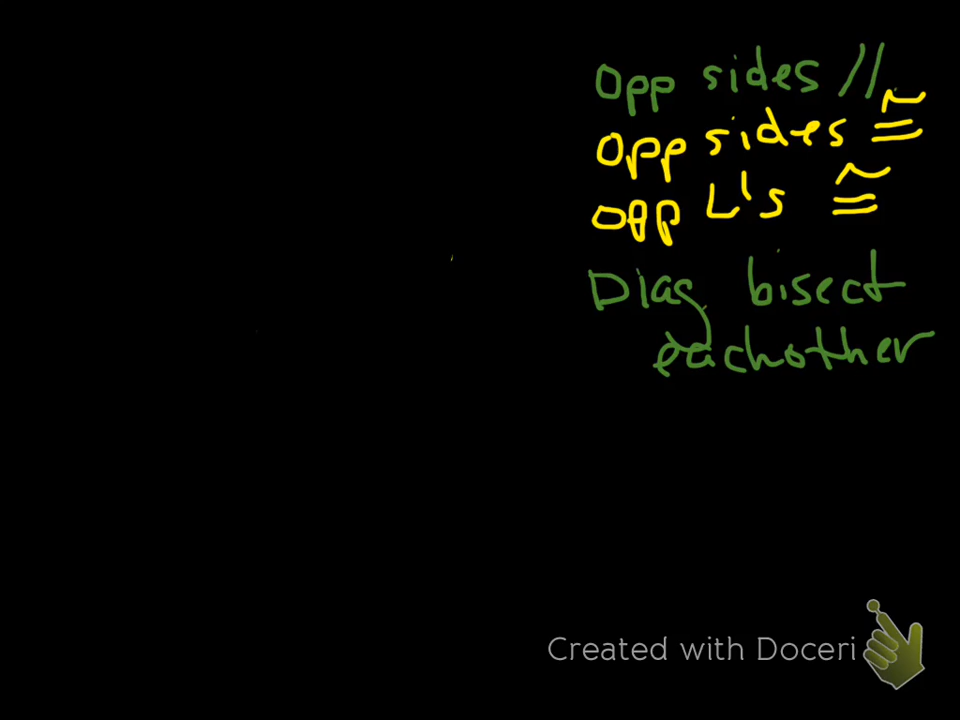 Opp sides //
Opp sides ≅
Opp ∠'s ≅
Diag bisect
eachother
Created with Doceri